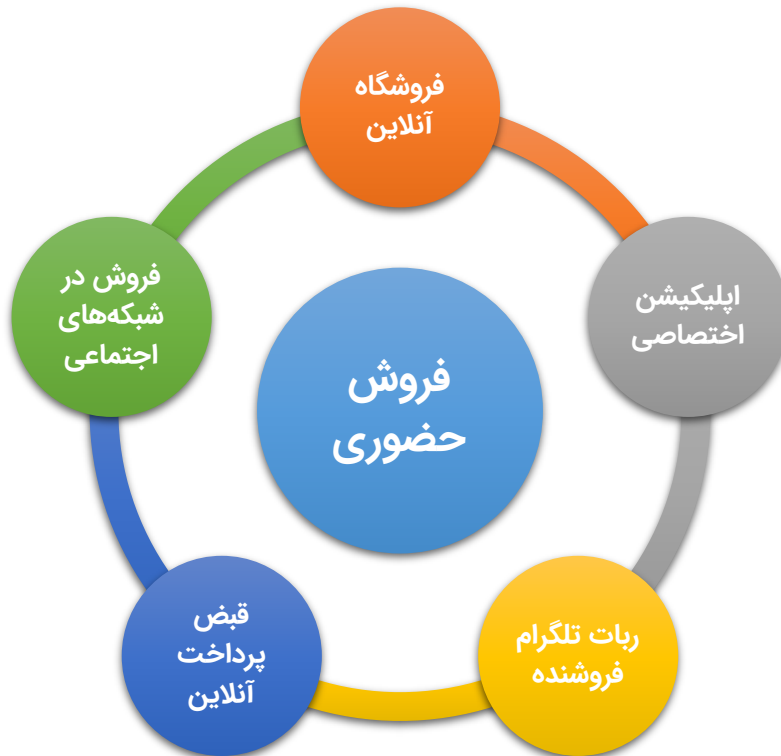 فروشگاه
آنلاین
اپلیکیشن
اختصاصی
ربات تلگرام
فروشنده
قبض
پرداخت
آنلاین
فروش در
شبکه‌های
اجتماعی
فروش
حضوری